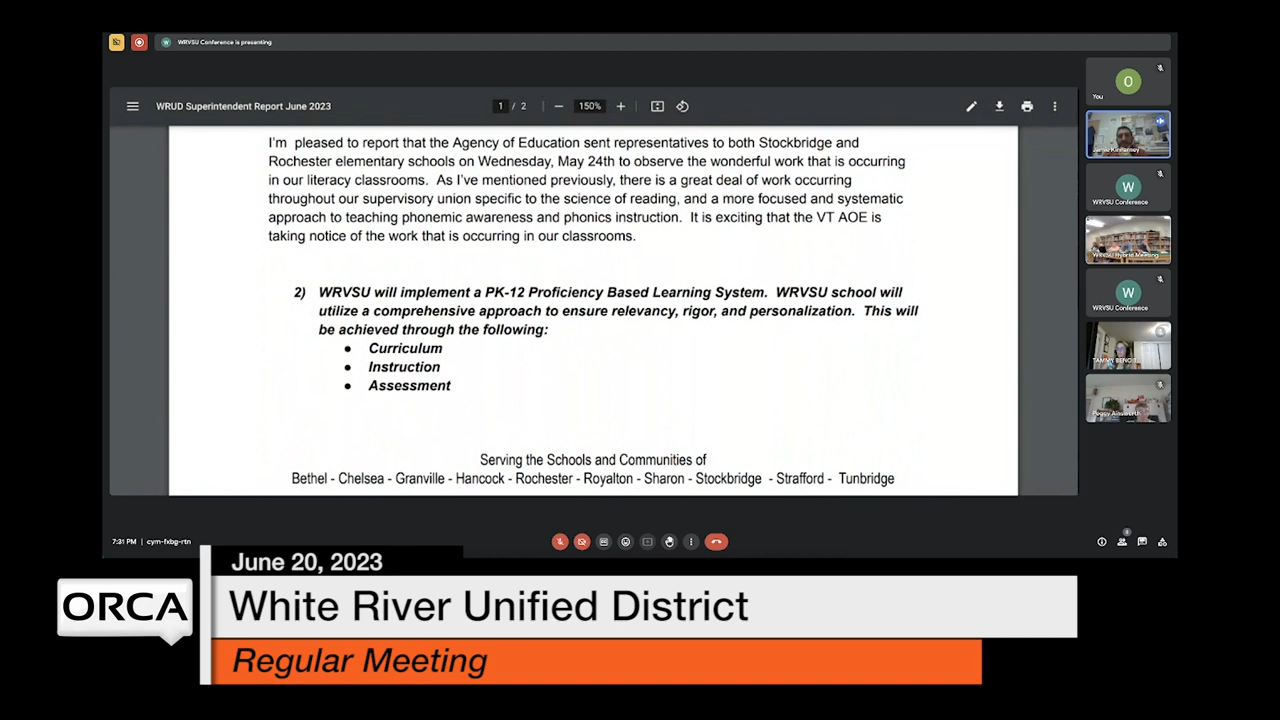 WRVSU Conference is presenting
WRUD Superintendent Report June 2023
1 / 2
150%
I'm pleased to report that the Agency of Education sent representatives to both Stockbridge and
Rochester elementary schools on Wednesday, May 24th to observe the wonderful work that is occurring
in our literacy classrooms. As I've mentioned previously, there is a great deal of work occurring
throughout our supervisory union specific to the science of reading, and a more focused and systematic
approach to teaching phonemic awareness and phonics instruction. It is exciting that the VT AOE is
taking notice of the work that is occurring in our classrooms.
2) WRVSU will implement a PK-12 Proficiency Based Learning System. WRVSU school will
utilize a comprehensive approach to ensure relevancy, rigor, and personalization. This will
be achieved through the following:
• Curriculum
• Instruction
• Assessment
Serving the Schools and Communities of
Bethel - Chelsea - Granville - Hancock - Rochester - Royalton - Sharon - Stockbridge - Strafford - Tunbridge
O
You
W
WRVSU Conference
WRVSU Hybrid Meeting
W
WRVSU Conference
TAMMY
Peggy Ainsworth
7:31 PM | cym-fxbg-rtn
8
June 20, 2023
ORCA
White River Unified District
Regular Meeting